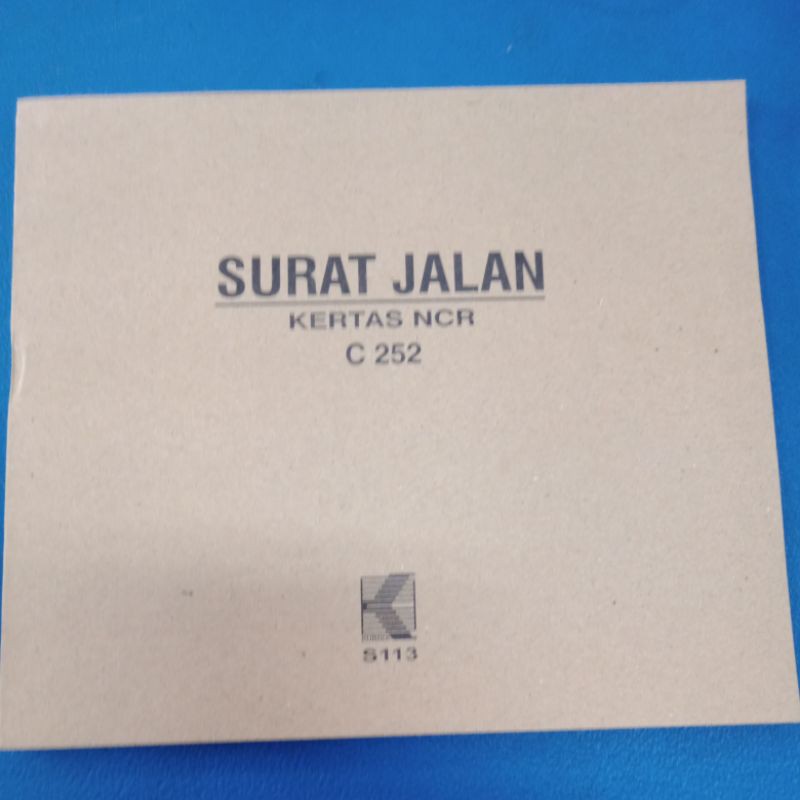 SURAT JALAN
KERTAS NCR
C 252
S113